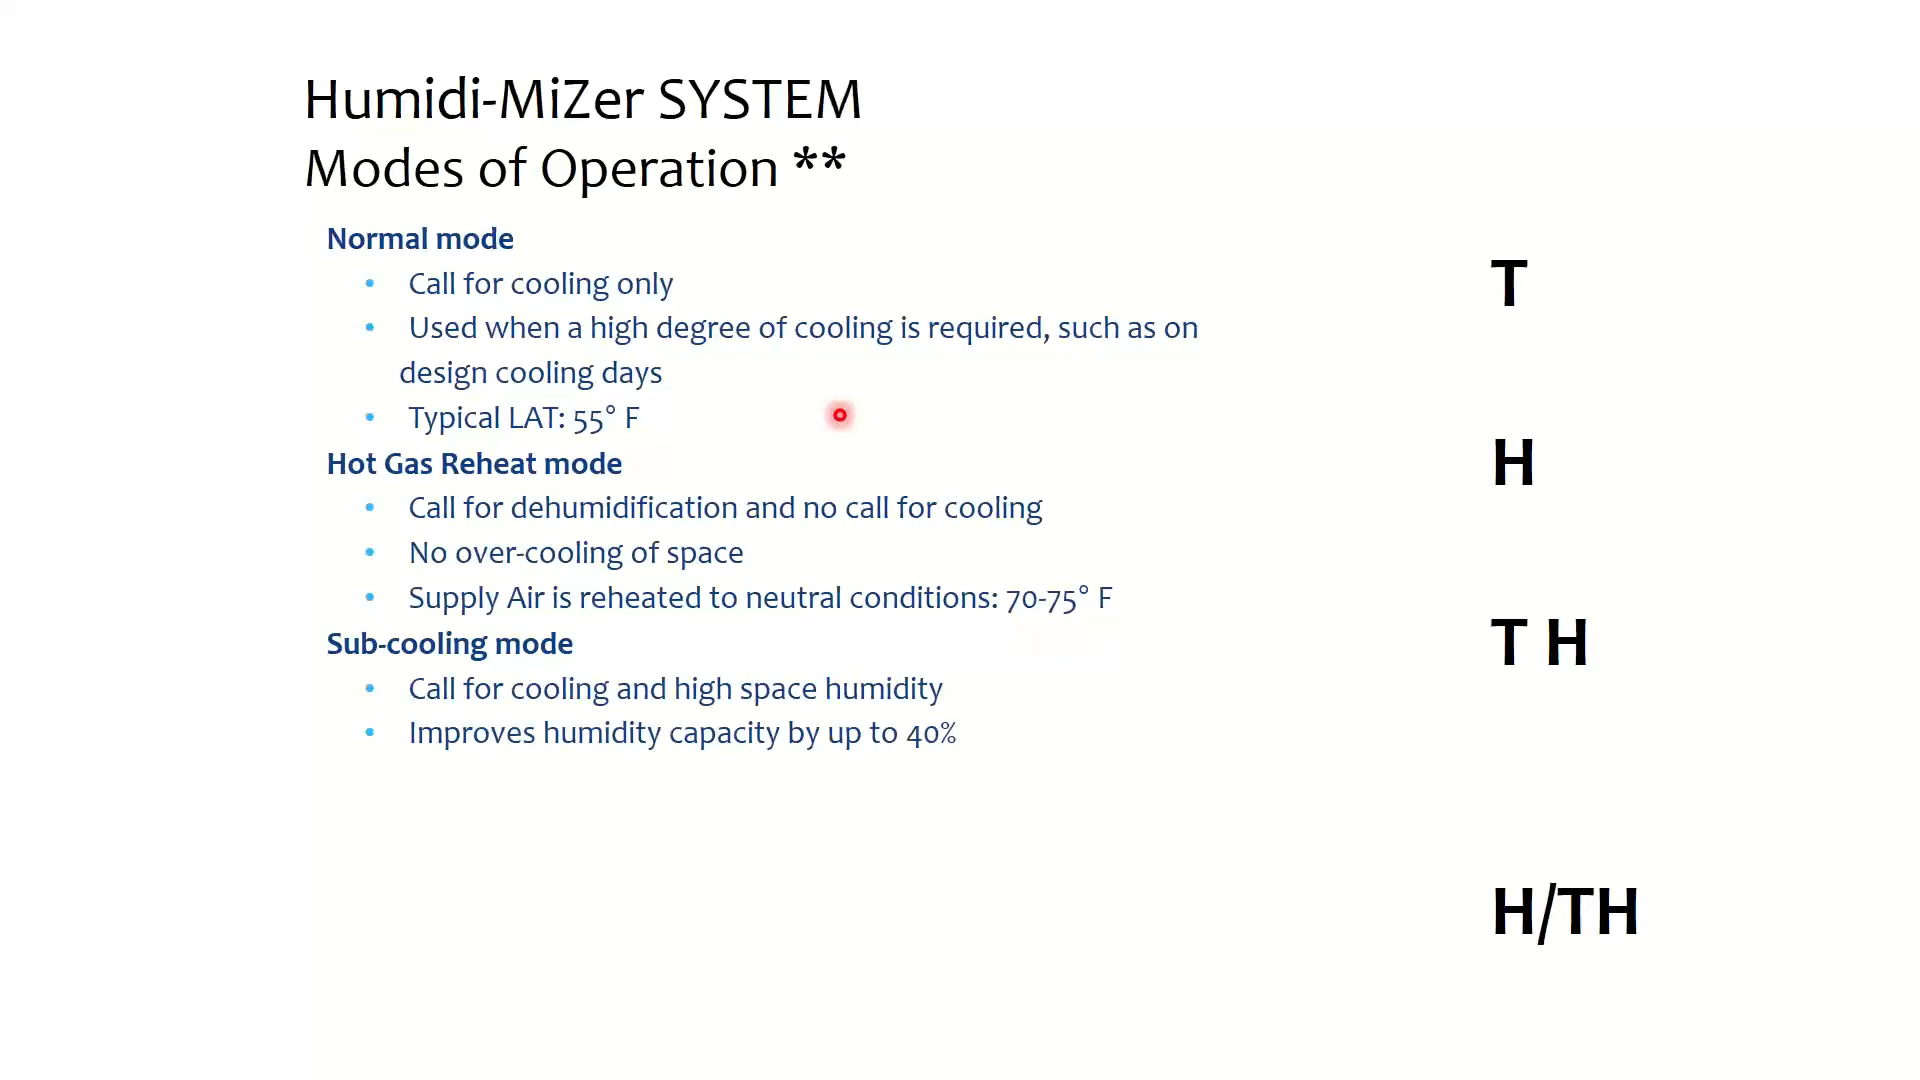 Humidi-MiZer SYSTEM
Modes of Operation **
Normal mode
• Call for cooling only
• Used when a high degree of cooling is required, such as on
design cooling days
• Typical LAT: 55° F
Hot Gas Reheat mode
• Call for dehumidification and no call for cooling
• No over-cooling of space
• Supply Air is reheated to neutral conditions: 70-75° F
Sub-cooling mode
• Call for cooling and high space humidity
• Improves humidity capacity by up to 40%
T
H
T H
H/TH